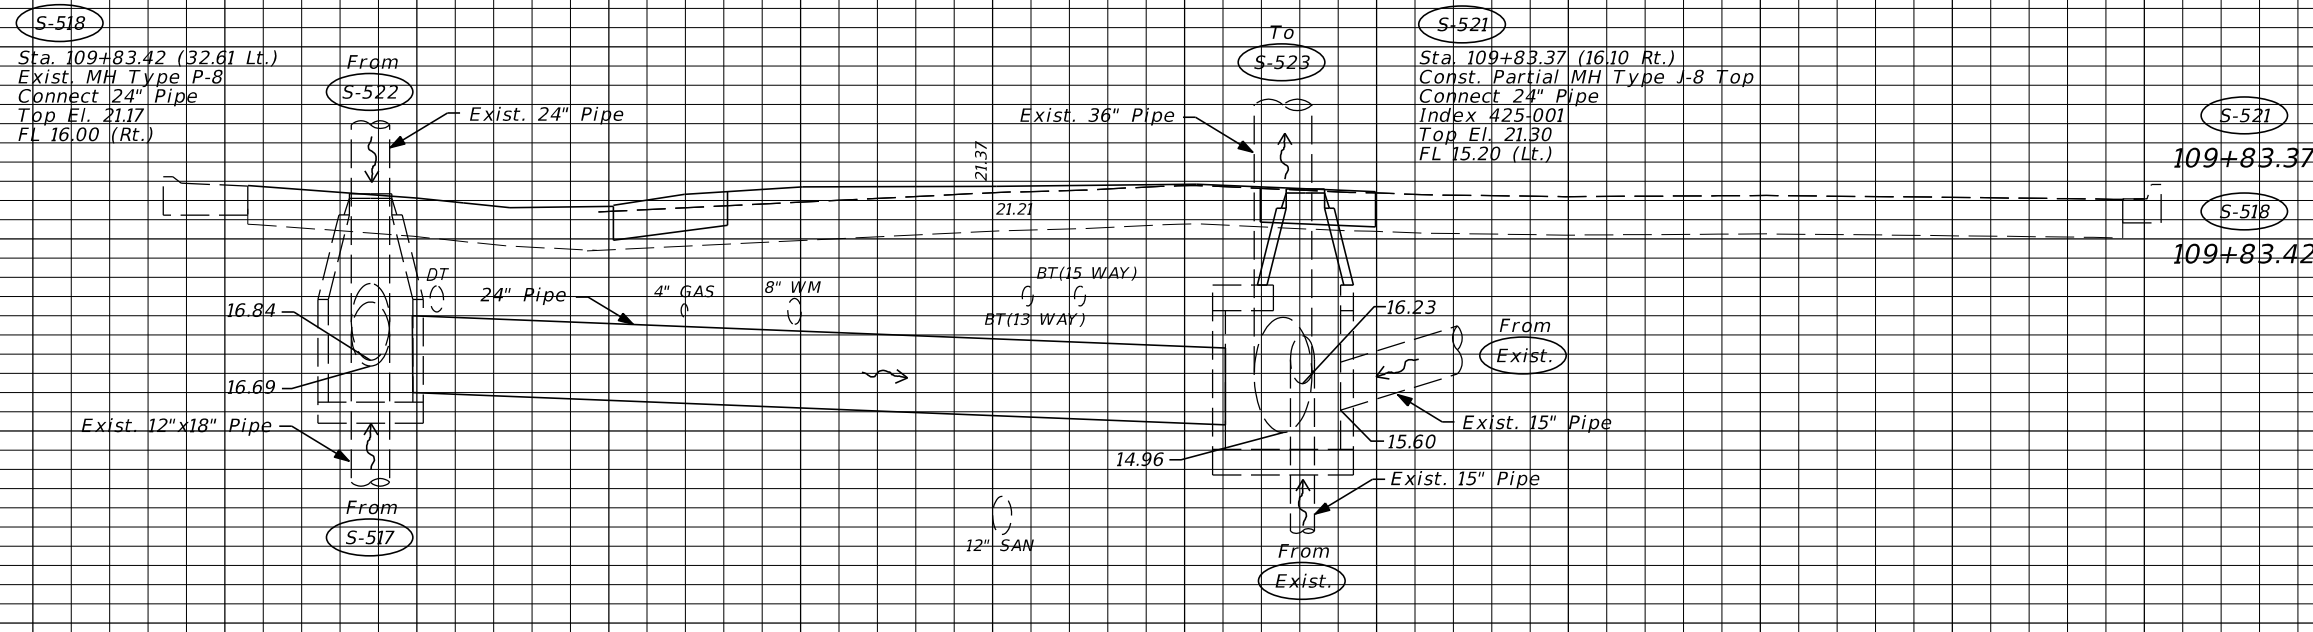 S-518
Sta. 109+83.42 (32.61 Lt.)
Exist. MH Type P-8
Connect 24" Pipe
Top El. 21.17
FL 16.00 (Rt.)
From
S-522
Exist. 24" Pipe
To
S-523
Exist. 36" Pipe
S-521
Sta. 109+83.37 (16.10 Rt.)
Const. Partial MH Type J-8 Top
Connect 24" Pipe
Index 425-001
Top El. 21.30
FL 15.20 (Lt.)
S-521
109+83.37
S-518
109+83.42
21.37
21.21
DT
24" Pipe
4" GAS
8" WM
BT(15 WAY)
BT(13 WAY)
16.84
16.69
Exist. 12"x18" Pipe
From
S-517
16.23
From
Exist.
Exist. 15" Pipe
15.60
14.96
Exist. 15" Pipe
12" SAN
From
Exist.